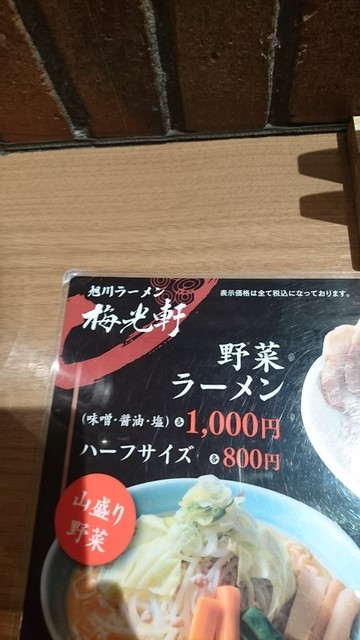 旭川ラーメン
梅光軒
表示価格は全て税込になっております。
野菜
ラーメン
(味噌・醤油・塩) 各1,000円
ハーフサイズ 各800円
山盛り
野菜